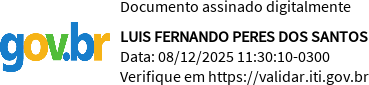 Documento assinado digitalmente
gov.br
LUIS FERNANDO PERES DOS SANTOS
Data: 08/12/2025 11:30:10-0300
Verifique em https://validar.iti.gov.br